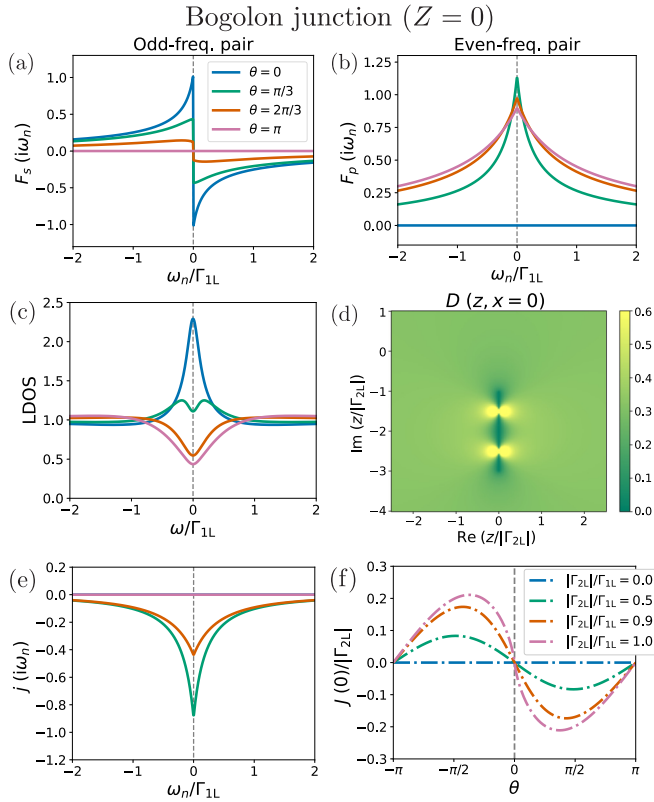 Bogolon junction (Z = 0)
Odd-freq. pair
Even-freq. pair
(a)
1.0
0.5
0.0
−0.5
−1.0
F_s (iω_n)
θ = 0
θ = π/3
θ = 2π/3
θ = π
−2 −1 0 1 2
ω_n/Γ_1L
(b)
1.25
1.00
0.75
0.50
0.25
0.00
F_p (iω_n)
−2 −1 0 1 2
ω_n/Γ_1L
(c)
2.5
2.0
1.5
1.0
0.5
0.0
LDOS
−2 −1 0 1 2
ω/Γ_1L
(d)
D (z, x = 0)
1
0
−1
−2
−3
−4
Im (z/|Γ_2L|)
−2 −1 0 1 2
Re (z/|Γ_2L|)
0.6
0.5
0.4
0.3
0.2
0.1
0.0
(e)
0.2
0.0
−0.2
−0.4
−0.6
−0.8
−1.0
−1.2
j (iω_n)
−2 −1 0 1 2
ω_n/Γ_1L
(f)
0.3
0.2
0.1
0.0
−0.1
−0.2
−0.3
J (0)/|Γ_2L|
|Γ_2L|/Γ_1L = 0.0
|Γ_2L|/Γ_1L = 0.5
|Γ_2L|/Γ_1L = 0.9
|Γ_2L|/Γ_1L = 1.0
−π −π/2 0 π/2 π
θ